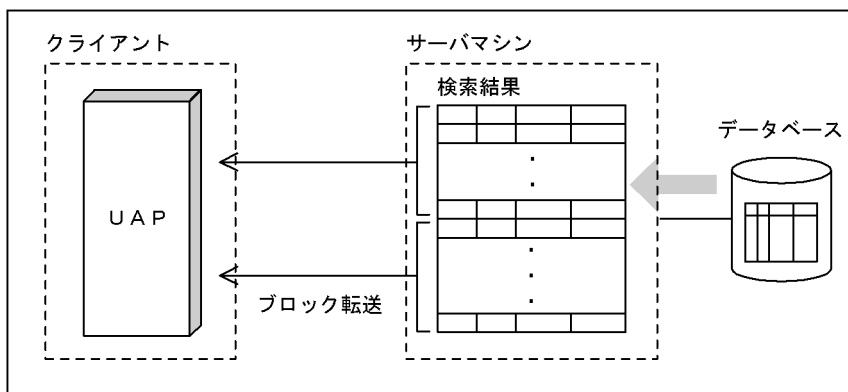 クライアント
サーバマシン
検索結果
データベース
ＵＡＰ
ブロック転送